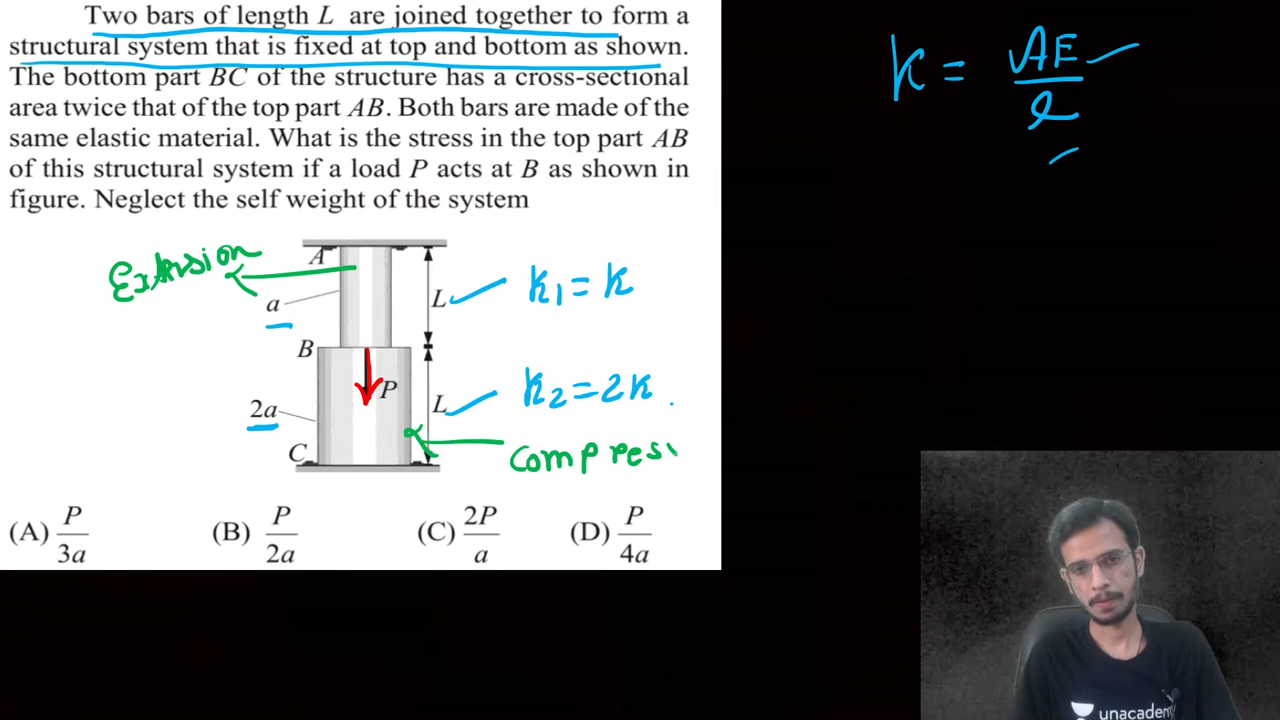 Two bars of length L are joined together to form a
structural system that is fixed at top and bottom as shown.
The bottom part BC of the structure has a cross-sectional
area twice that of the top part AB. Both bars are made of the
same elastic material. What is the stress in the top part AB
of this structural system if a load P acts at B as shown in
figure. Neglect the self weight of the system
K = AE/l
Extension
A
a
L
K1 = K
B
P
2a
L
K2 = 2K
C
Compresi
(A) P/3a (B) P/2a (C) 2P/a (D) P/4a
unacademy